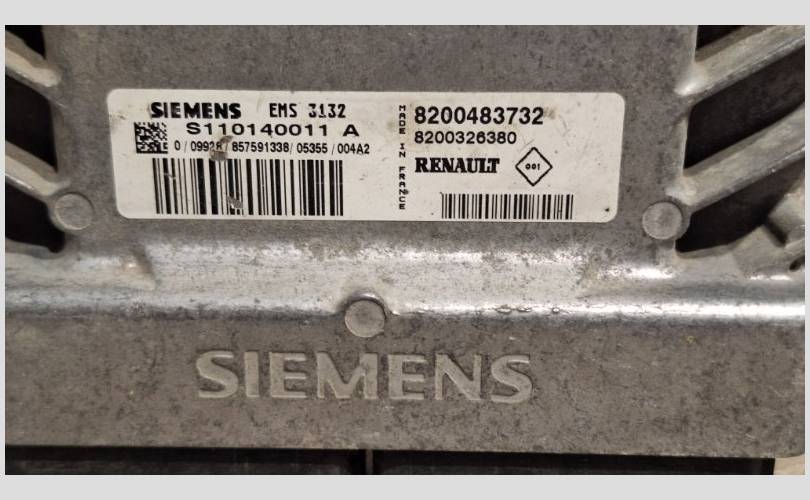 SIEMENS EMS 3132
S110140011 A
0 / 09928 / 857591338 / 05355 / 004A2
MADE IN FRANCE
8200483732
8200326380
RENAULT 001
SIEMENS